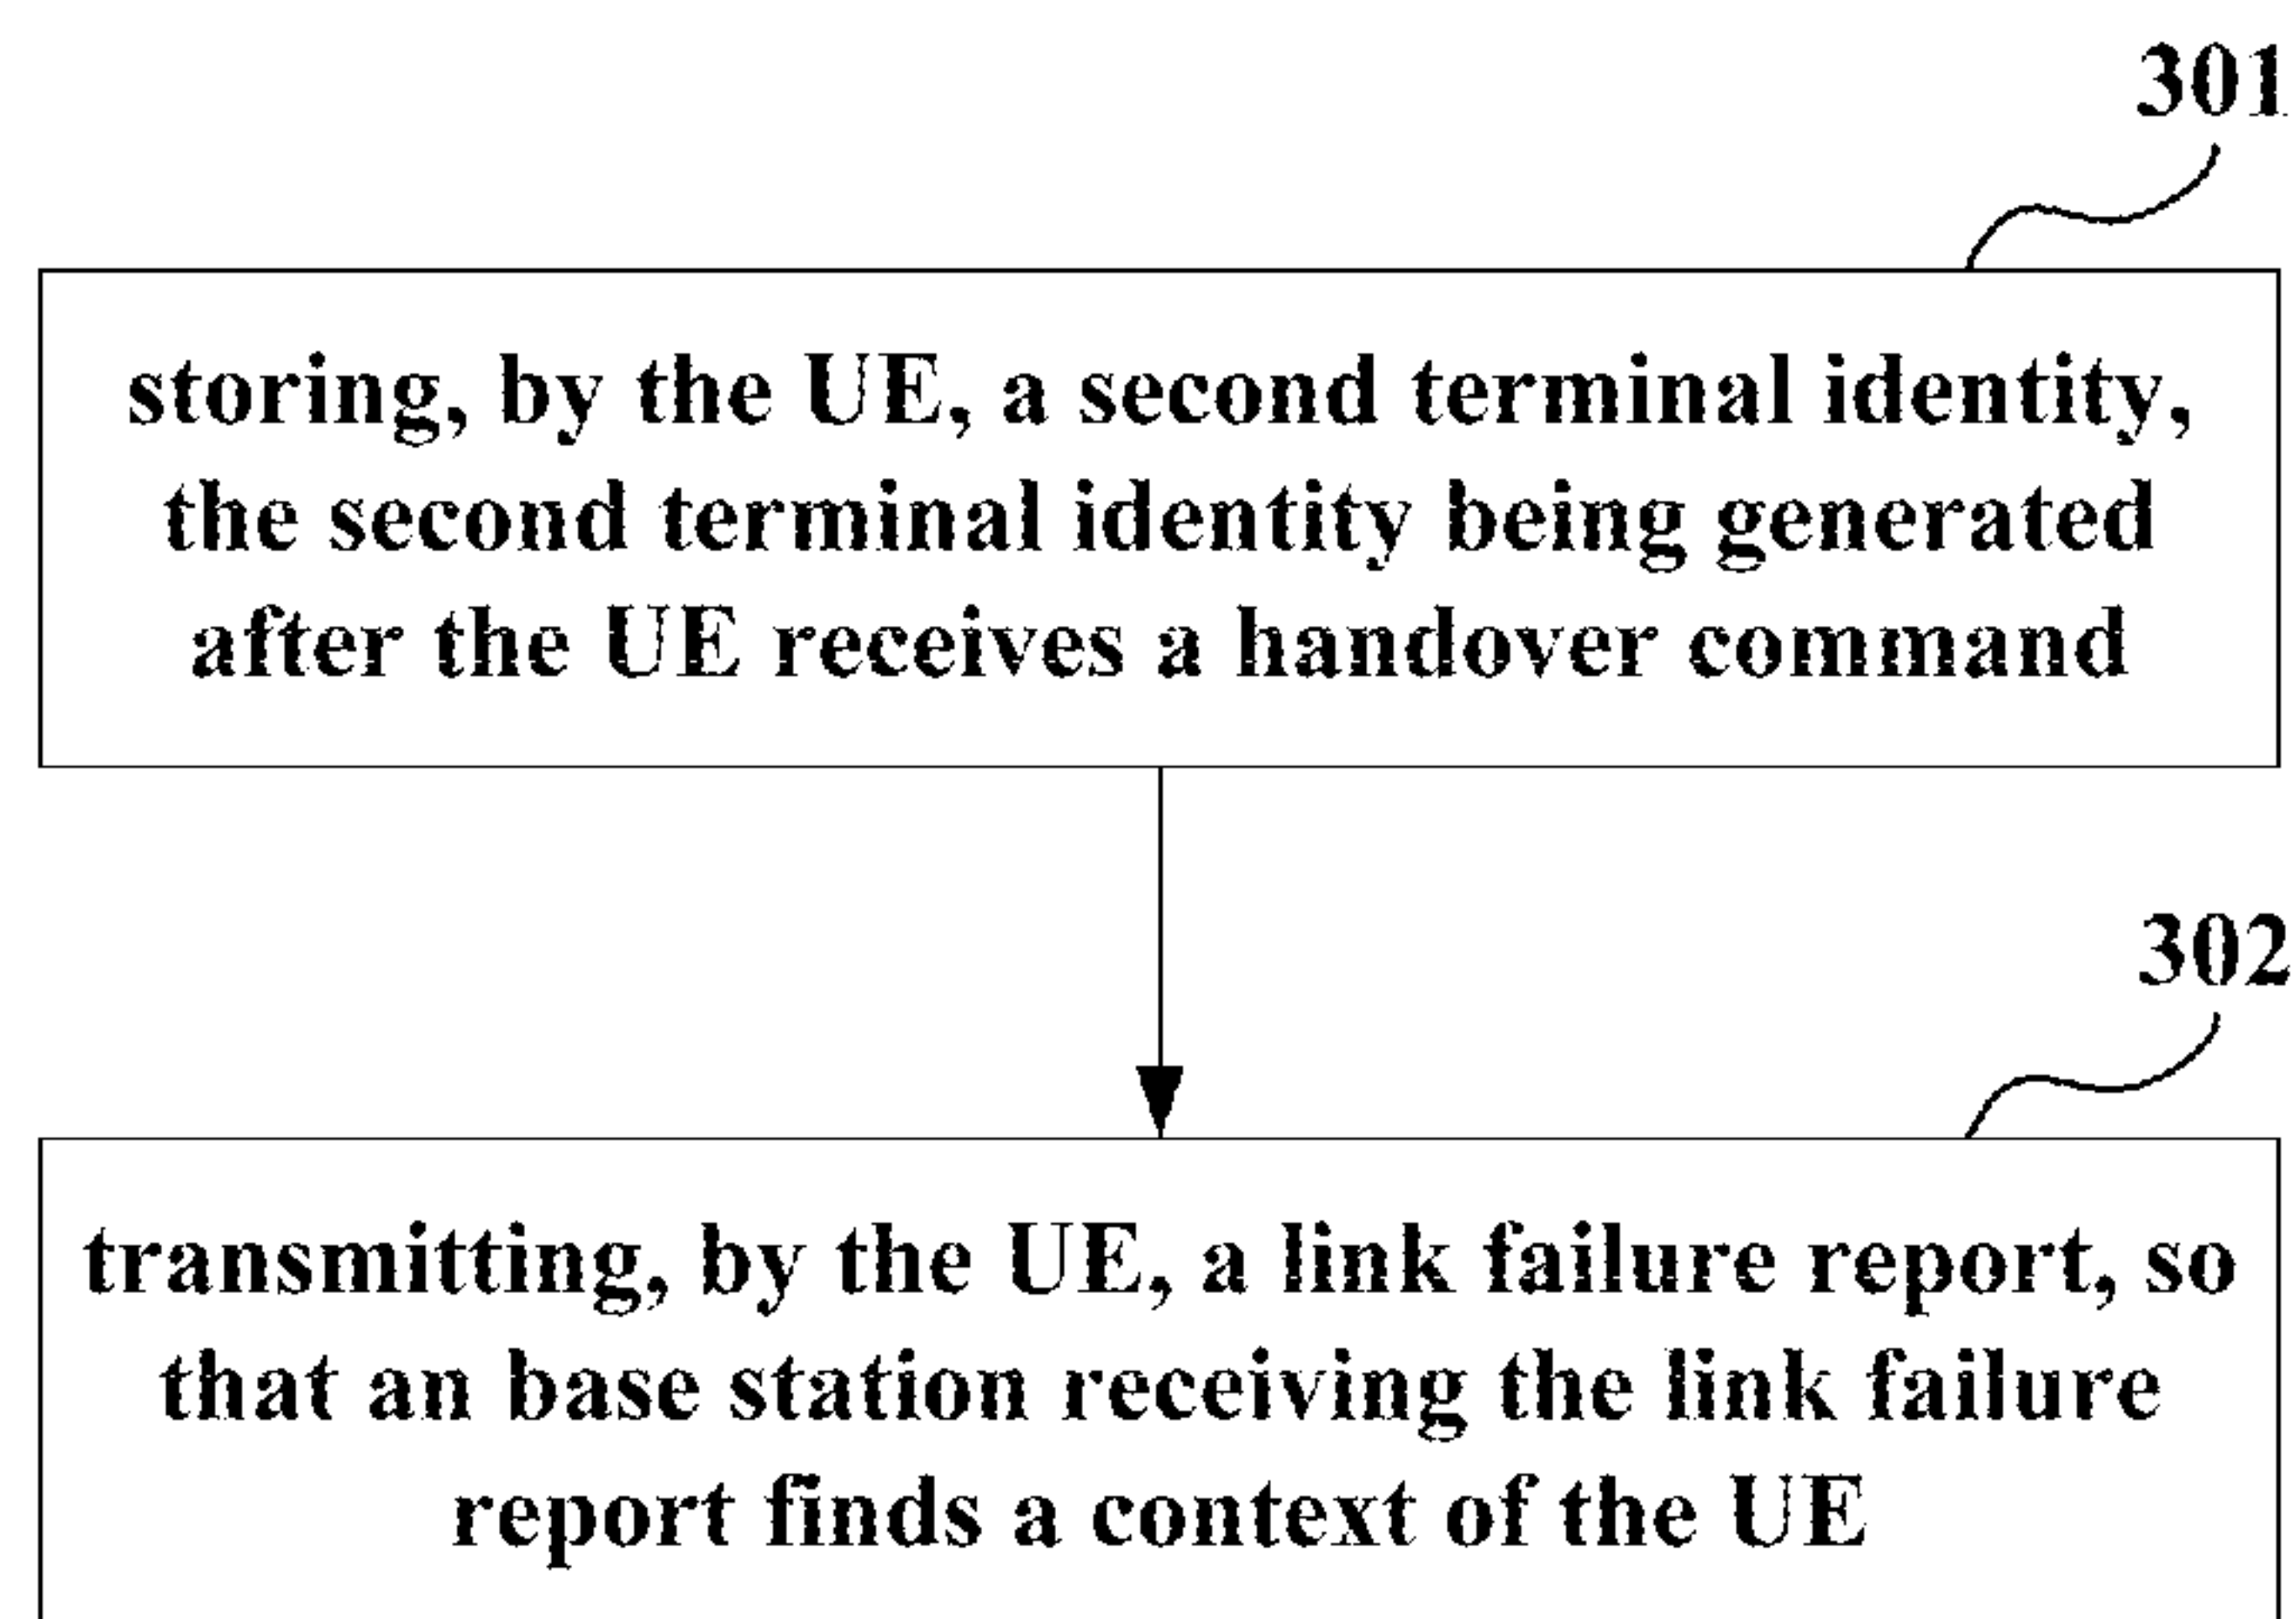 301
storing, by the UE, a second terminal identity,
the second terminal identity being generated
after the UE receives a handover command
302
transmitting, by the UE, a link failure report, so
that an base station receiving the link failure
report finds a context of the UE